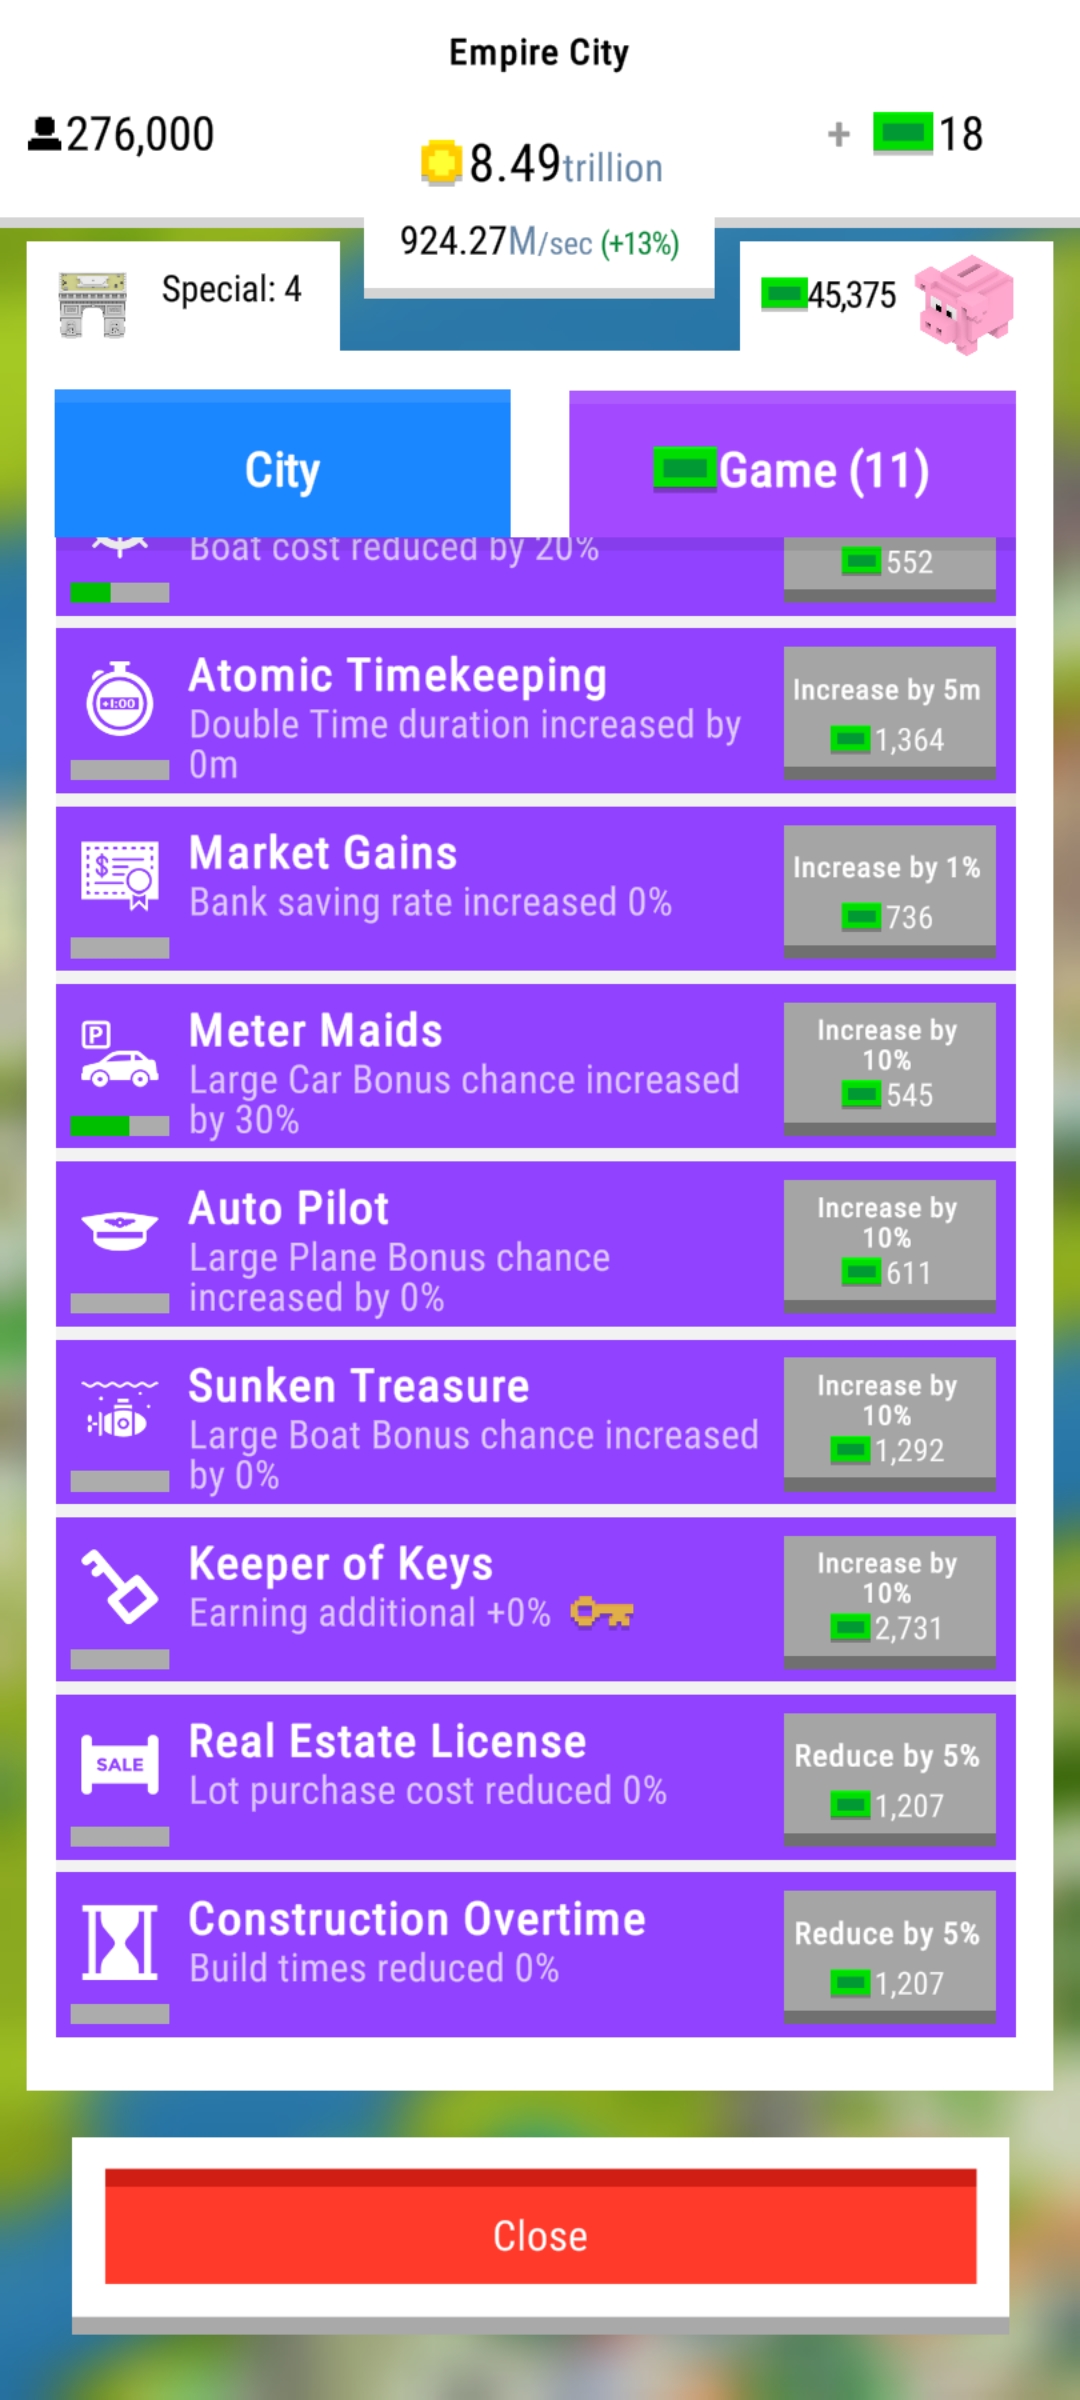 Empire City
276,000
8.49trillion
+ 18
924.27M/sec (+13%)
Special: 4
45,375
City
Game (11)
Boat cost reduced by 20%
552
Atomic Timekeeping
Double Time duration increased by
0m
Increase by 5m
1,364
+1:00
Market Gains
Bank saving rate increased 0%
Increase by 1%
736
$
Meter Maids
Large Car Bonus chance increased
by 30%
Increase by
10%
545
P
Auto Pilot
Large Plane Bonus chance
increased by 0%
Increase by
10%
611
Sunken Treasure
Large Boat Bonus chance increased
by 0%
Increase by
10%
1,292
Keeper of Keys
Earning additional +0%
Increase by
10%
2,731
Real Estate License
Lot purchase cost reduced 0%
Reduce by 5%
1,207
SALE
Construction Overtime
Build times reduced 0%
Reduce by 5%
1,207
Close